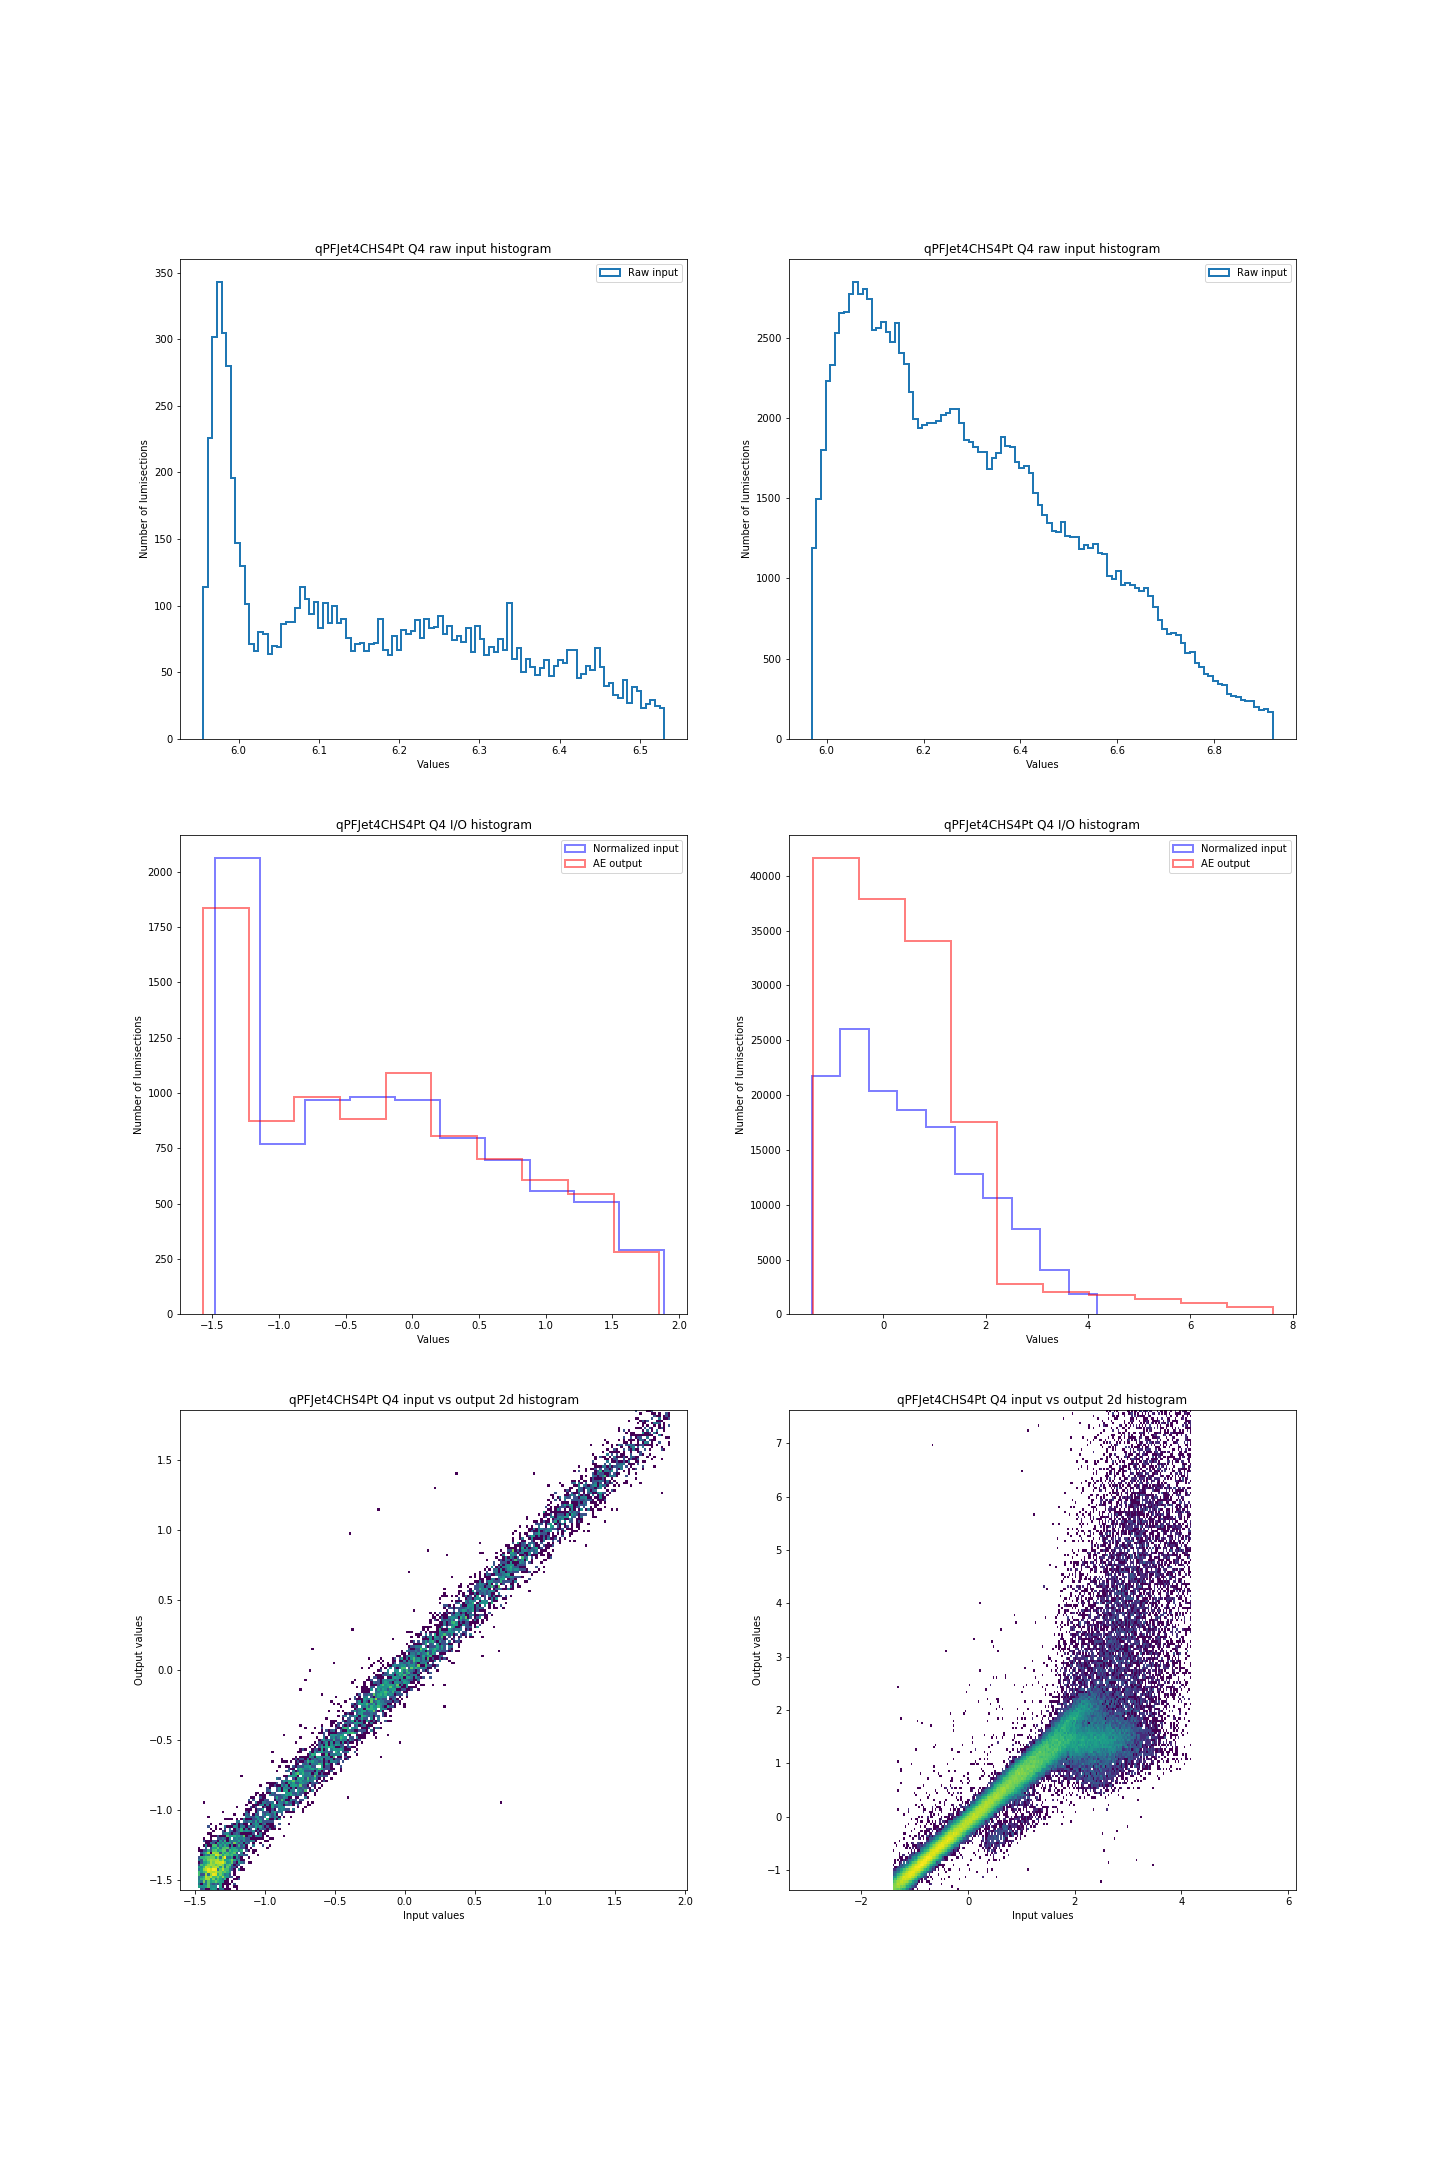 qPFJet4CHS4Pt Q4 raw input histogram
Raw input
350
300
250
200
150
100
50
0
Number of lumisections
6.0 6.1 6.2 6.3 6.4 6.5
Values
qPFJet4CHS4Pt Q4 raw input histogram
Raw input
2500
2000
1500
1000
500
0
Number of lumisections
6.0 6.2 6.4 6.6 6.8
Values
qPFJet4CHS4Pt Q4 I/O histogram
Normalized input
AE output
2000
1750
1500
1250
1000
750
500
250
0
Number of lumisections
−1.5 −1.0 −0.5 0.0 0.5 1.0 1.5 2.0
Values
qPFJet4CHS4Pt Q4 I/O histogram
Normalized input
AE output
40000
35000
30000
25000
20000
15000
10000
5000
0
Number of lumisections
0 2 4 6 8
Values
qPFJet4CHS4Pt Q4 input vs output 2d histogram
1.5
1.0
0.5
0.0
−0.5
−1.0
−1.5
Output values
−1.5 −1.0 −0.5 0.0 0.5 1.0 1.5 2.0
Input values
qPFJet4CHS4Pt Q4 input vs output 2d histogram
7
6
5
4
3
2
1
0
−1
Output values
−2 0 2 4 6
Input values